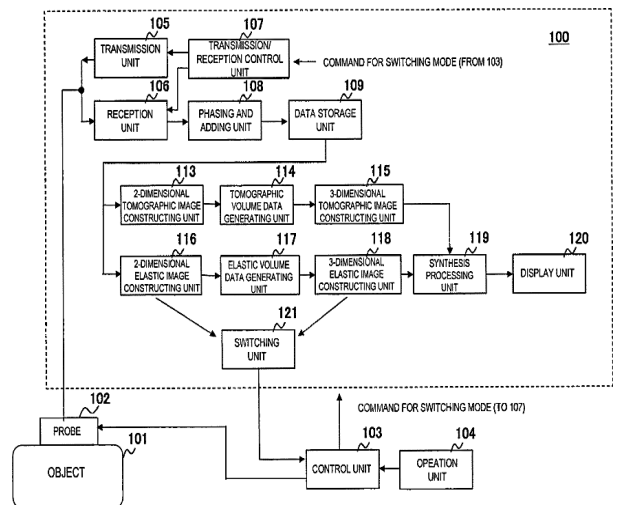 100
105
TRANSMISSION
UNIT
107
TRANSMISSION/
RECEPTION CONTROL
UNIT
COMMAND FOR SWITCHING MODE (FROM 103)
106
RECEPTION
UNIT
108
PHASING AND
ADDING UNIT
109
DATA STORAGE
UNIT
113
2-DIMENSIONAL
TOMOGRAPHIC IMAGE
CONSTRUCTING UNIT
114
TOMOGRAPHIC
VOLUME DATA
GENERATING UNIT
115
3-DIMENSIONAL
TOMOGRAPHIC IMAGE
CONSTRUCTING UNIT
116
2-DIMENSIONAL
ELASTIC IMAGE
CONSTRUCTING UNIT
117
ELASTIC VOLUME
DATA GENERATING
UNIT
118
3-DIMENSIONAL
ELASTIC IMAGE
CONSTRUCTING UNIT
119
SYNTHESIS
PROCESSING
UNIT
120
DISPLAY UNIT
121
SWITCHING
UNIT
COMMAND FOR SWITCHING MODE (TO 107)
102
PROBE
101
OBJECT
103
CONTROL UNIT
104
OPEATION
UNIT